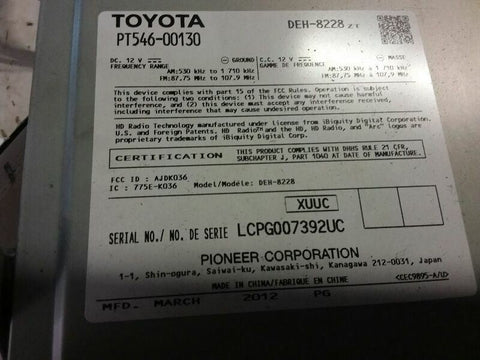 TOYOTA DEH-8228 ZT
PT546-00130
DC. 12 V GROUND C.C. 12 V MASSE
FREQUENCY RANGE GAMME DE FREQUENCE
AM:530 kHz to 1 710 kHz AM:530 kHz à 1 710 kHz
FM:87,75 MHz to 107,9 MHz FM:87,75 MHz à 107,9 MHz
This device complies with part 15 of the FCC Rules. Operation is subject
to the following two conditions: (1) This device may not cause harmful
interference, and (2) this device must accept any interference received,
including interference that may cause undesired operation.
HD Radio Technology manufactured under license from iBiquity Digital Corporation.
U.S. and Foreign Patents. HD Radio™ and the HD, HD Radio, and "Arc" logos are
proprietary trademarks of iBiquity Digital Corp.
CERTIFICATION THIS PRODUCT COMPLIES WITH DHHS RULE 21 CFR,
SUBCHAPTER J, PART 1040 AT DATE OF MANUFACTURE.
FCC ID : AJDK036
IC : 775E-K036 Model/Modèle: DEH-8228
XUUC
SERIAL NO./ NO. DE SERIE LCPG007392UC
PIONEER CORPORATION
1-1, Shin-ogura, Saiwai-ku, Kawasaki-shi, Kanagawa 212-0031, Japan
MADE IN CHINA/FABRIQUÉ EN CHINE <CEC9895-A/U>
MFD. MARCH 2012 PG